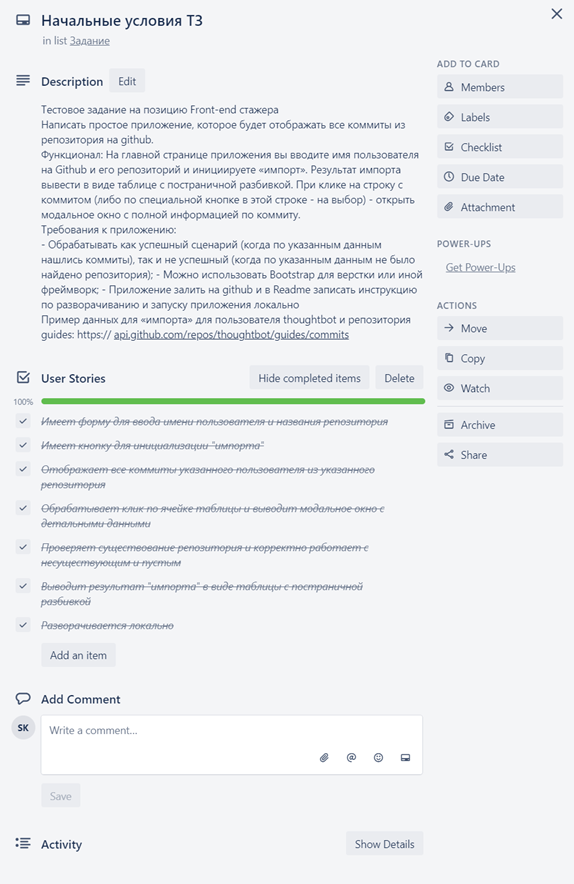 Начальные условия ТЗ
in list Задание
Description
Edit
Тестовое задание на позицию Front-end стажера
Написать простое приложение, которое будет отображать все коммиты из
репозитория на github.
Функционал: На главной странице приложения вы вводите имя пользователя
на Github и его репозиторий и инициируете «импорт». Результат импорта
вывести в виде таблице с постраничной разбивкой. При клике на строку с
коммитом (либо по специальной кнопке в этой строке - на выбор) - открыть
модальное окно с полной информацией по коммиту.
Требования к приложению:
- Обрабатывать как успешный сценарий (когда по указанным данным
нашлись коммиты), так и не успешный (когда по указанным данным не было
найдено репозитория); - Можно использовать Bootstrap для верстки или иной
фреймворк; - Приложение залить на github и в Readme записать инструкцию
по разворачиванию и запуску приложения локально
Пример данных для «импорта» для пользователя thoughtbot и репозитория
guides: https:// api.github.com/repos/thoughtbot/guides/commits
User Stories
Hide completed items
Delete
100%
Имеет форму для ввода имени пользователя и названия репозитория
Имеет кнопку для инициализации "импорта"
Отображает все коммиты указанного пользователя из указанного
репозитория
Обрабатывает клик по ячейке таблицы и выводит модальное окно с
детальными данными
Проверяет существование репозитория и корректно работает с
несуществующим и пустым
Выводит результат "импорта" в виде таблицы с постраничной
разбивкой
Разворачивается локально
Add an item
Add Comment
SK
Write a comment...
@
Save
Activity
Show Details
ADD TO CARD
Members
Labels
Checklist
Due Date
Attachment
POWER-UPS
Get Power-Ups
ACTIONS
Move
Copy
Watch
Archive
Share